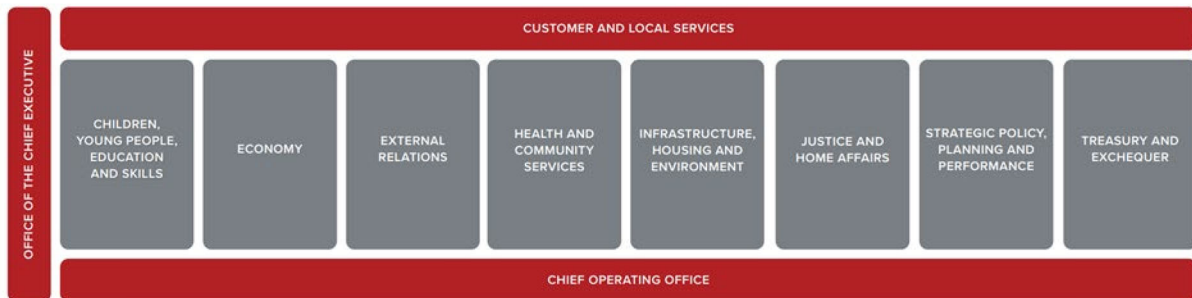 OFFICE OF THE CHIEF EXECUTIVE
CUSTOMER AND LOCAL SERVICES
CHILDREN,
YOUNG PEOPLE,
EDUCATION
AND SKILLS
ECONOMY
EXTERNAL
RELATIONS
HEALTH AND
COMMUNITY
SERVICES
INFRASTRUCTURE,
HOUSING AND
ENVIRONMENT
JUSTICE AND
HOME AFFAIRS
STRATEGIC POLICY,
PLANNING AND
PERFORMANCE
TREASURY AND
EXCHEQUER
CHIEF OPERATING OFFICE